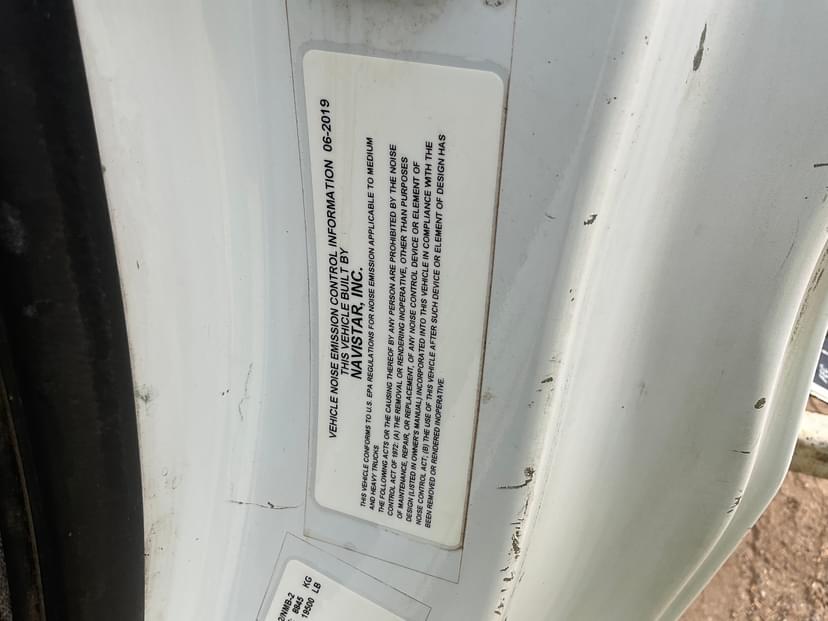 VEHICLE NOISE EMISSION CONTROL INFORMATION 06-2019
THIS VEHICLE BUILT BY
NAVISTAR, INC.
THIS VEHICLE CONFORMS TO U.S. EPA REGULATIONS FOR NOISE EMISSION APPLICABLE TO MEDIUM
AND HEAVY TRUCKS.
THE FOLLOWING ACTS OR THE CAUSING THEREOF BY ANY PERSON ARE PROHIBITED BY THE NOISE
CONTROL ACT OF 1972: (A) THE REMOVAL OR RENDERING INOPERATIVE, OTHER THAN PURPOSES
OF MAINTENANCE, REPAIR, OR REPLACEMENT, OF ANY NOISE CONTROL DEVICE OR ELEMENT OF
DESIGN (LISTED IN OWNER'S MANUAL) INCORPORATED INTO THIS VEHICLE IN COMPLIANCE WITH THE
NOISE CONTROL ACT; (B) THE USE OF THIS VEHICLE AFTER SUCH DEVICE OR ELEMENT OF DESIGN HAS
BEEN REMOVED OR RENDERED INOPERATIVE.
/NMB-2
8845 KG
19500 LB